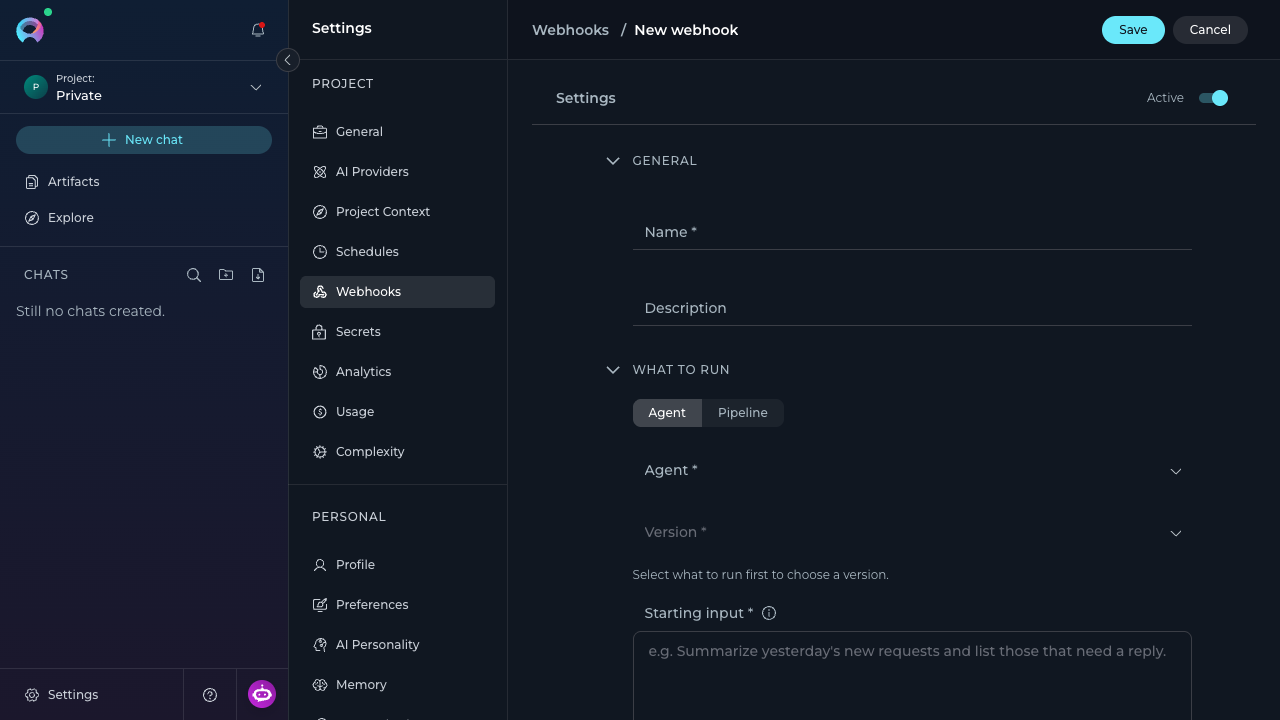 Project:
P
Private
New chat
Artifacts
Explore
CHATS
Still no chats created.
Settings
Settings
PROJECT
General
AI Providers
Project Context
Schedules
Webhooks
Secrets
Analytics
Usage
Complexity
PERSONAL
Profile
Preferences
AI Personality
Memory
Webhooks / New webhook
Save
Cancel
Settings
Active
GENERAL
Name *
Description
WHAT TO RUN
Agent
Pipeline
Agent *
Version *
Select what to run first to choose a version.
Starting input *
e.g. Summarize yesterday's new requests and list those that need a reply.